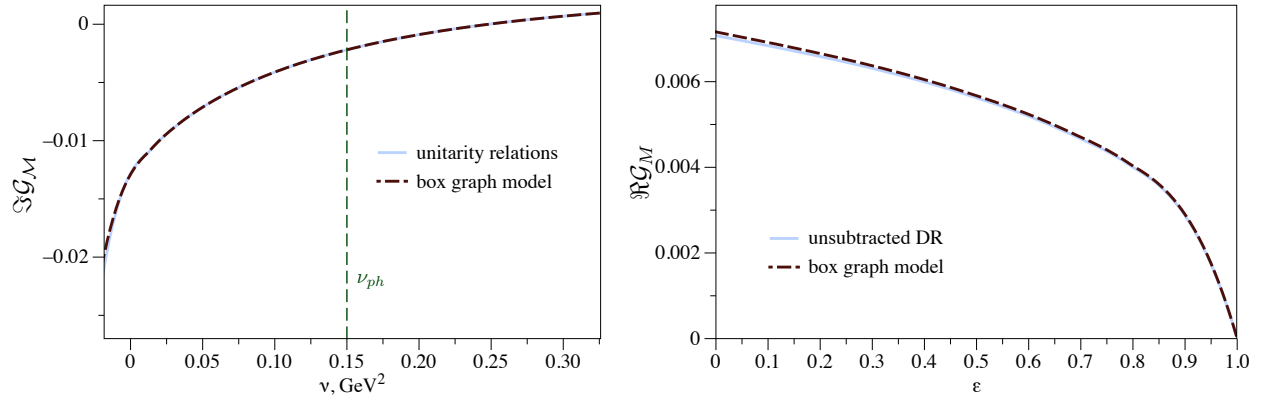 0
–0.01
–0.02
ℑ𝒢_M
unitarity relations
box graph model
ν_ph
0 0.05 0.10 0.15 0.20 0.25 0.30
ν, GeV²
0.006
0.004
0.002
0
ℜ𝒢_M
unsubtracted DR
box graph model
0 0.1 0.2 0.3 0.4 0.5 0.6 0.7 0.8 0.9 1.0
ε